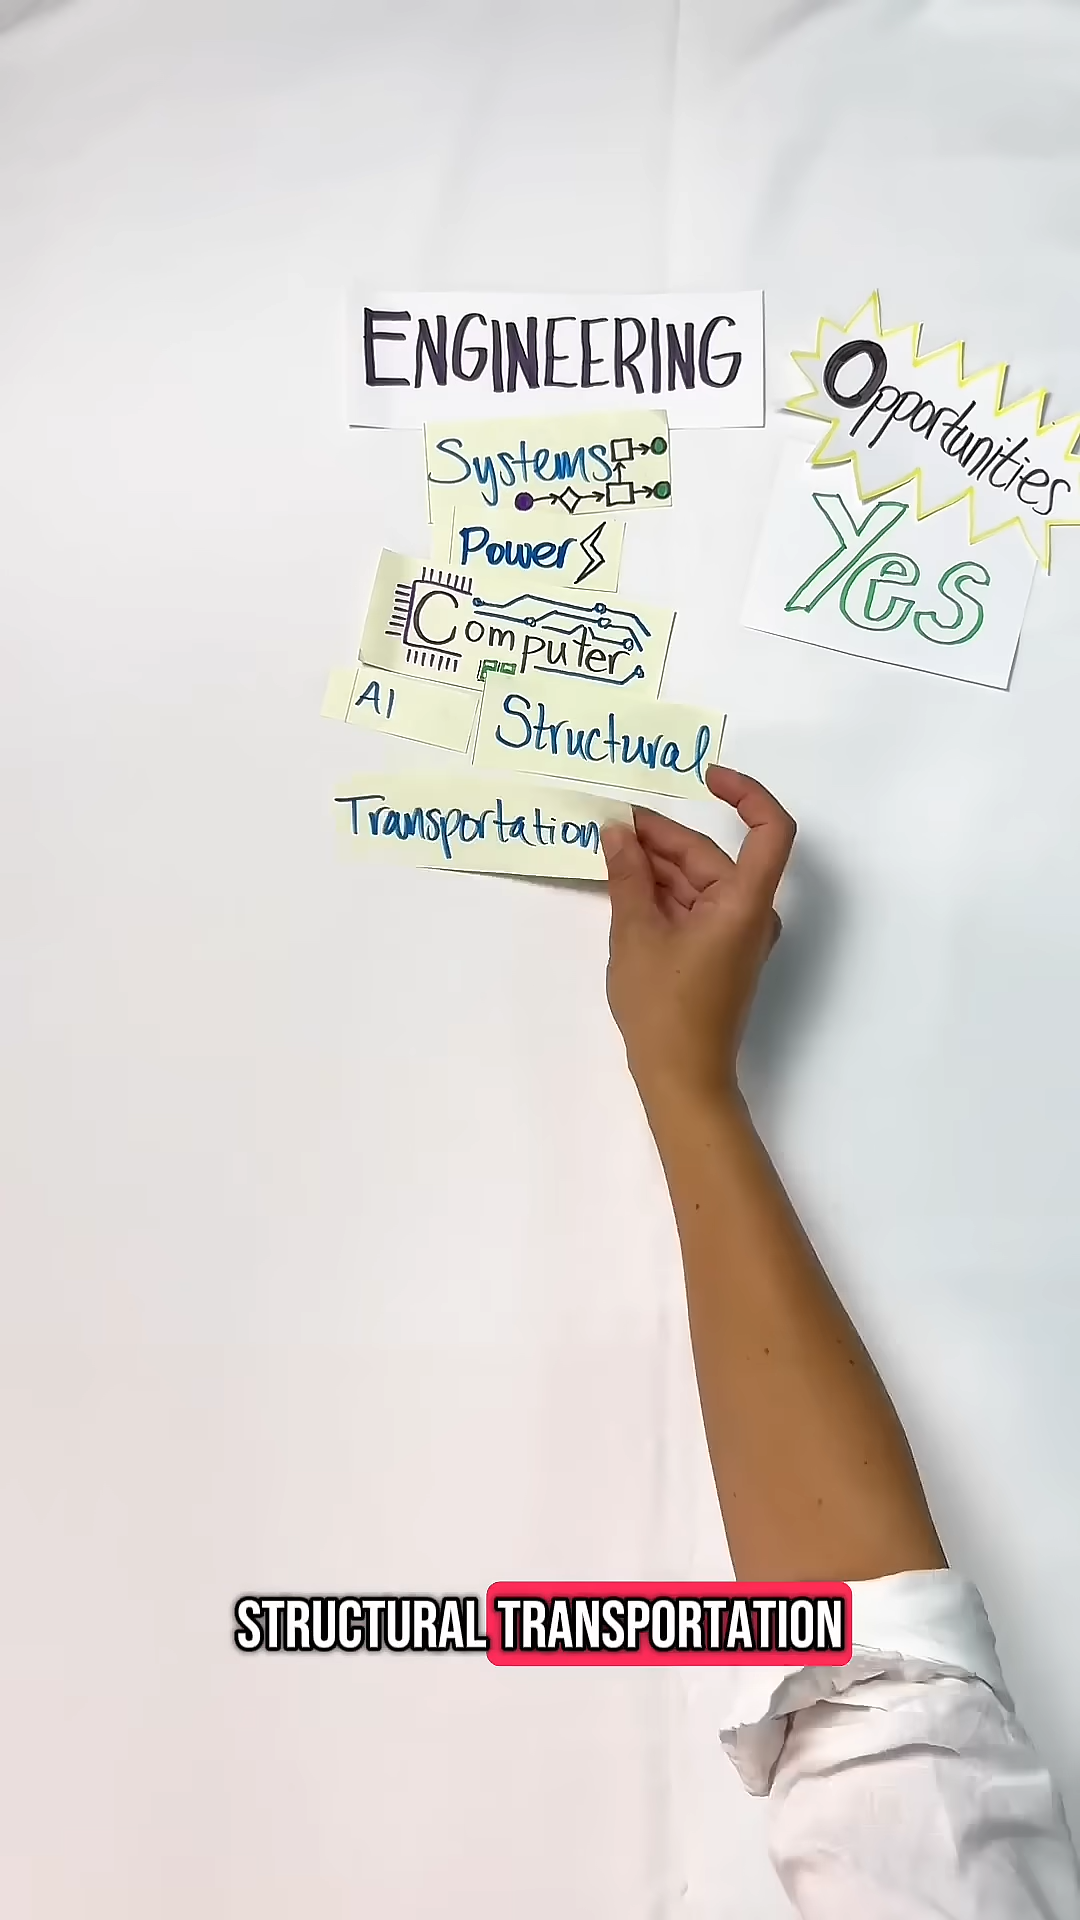 ENGINEERING
Opportunities
Systems
Yes
Power
Computer
AI
Structural
Transportation
STRUCTURAL TRANSPORTATION